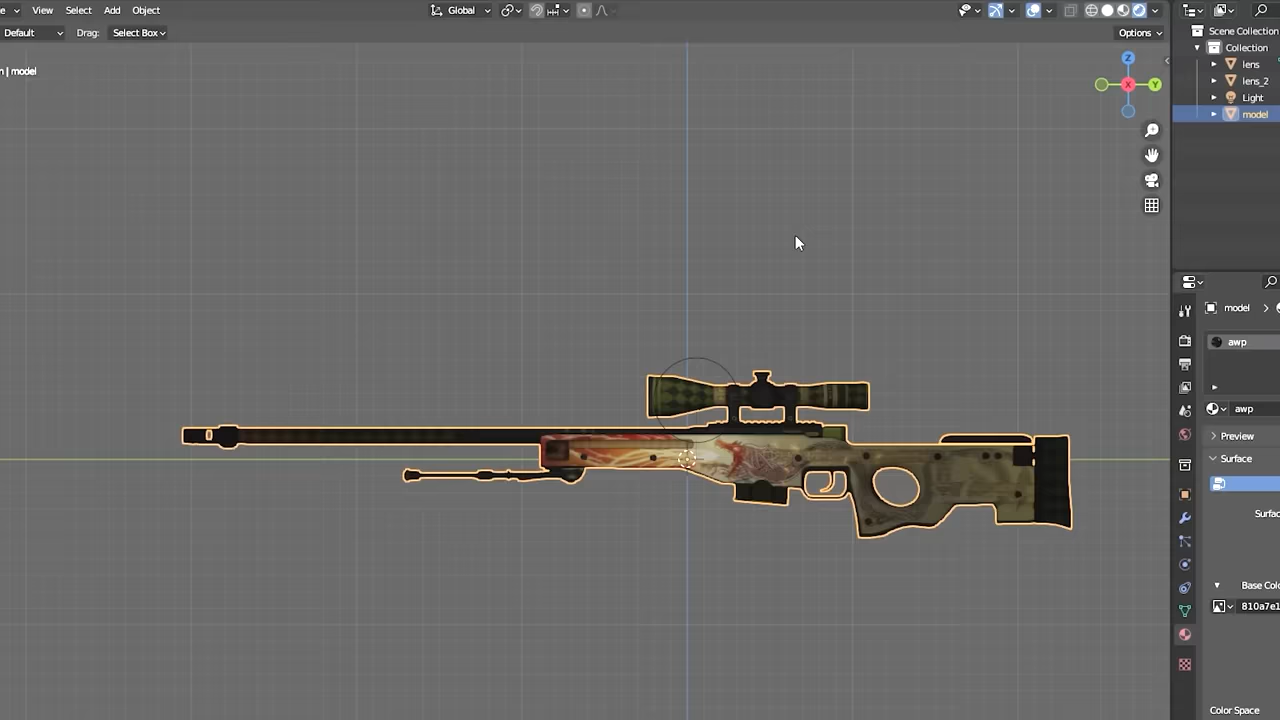 View Select Add Object Global
Default Drag: Select Box Options
| model
Z
X Y
Scene Collection
Collection
lens
lens_2
Light
model
model
awp
awp
Preview
Surface
Surfac
Base Colo
810a7e1
Color Space